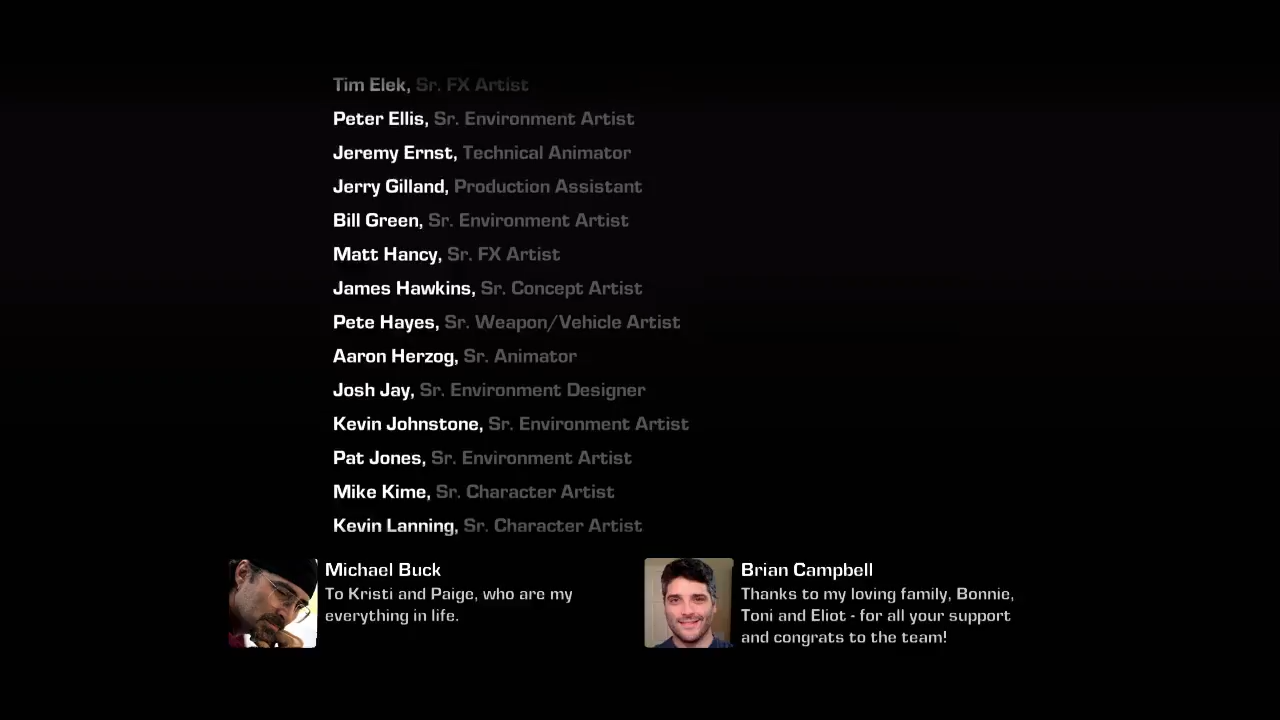 Tim Elek, Sr. FX Artist
Peter Ellis, Sr. Environment Artist
Jeremy Ernst, Technical Animator
Jerry Gilland, Production Assistant
Bill Green, Sr. Environment Artist
Matt Hancy, Sr. FX Artist
James Hawkins, Sr. Concept Artist
Pete Hayes, Sr. Weapon/Vehicle Artist
Aaron Herzog, Sr. Animator
Josh Jay, Sr. Environment Designer
Kevin Johnstone, Sr. Environment Artist
Pat Jones, Sr. Environment Artist
Mike Kime, Sr. Character Artist
Kevin Lanning, Sr. Character Artist
Michael Buck
To Kristi and Paige, who are my
everything in life.
Brian Campbell
Thanks to my loving family, Bonnie,
Toni and Eliot - for all your support
and congrats to the team!